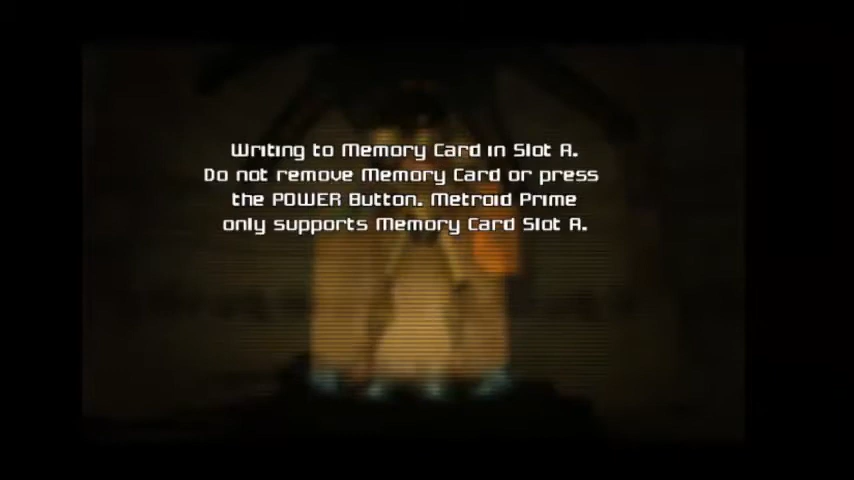 Writing to Memory Card in Slot A.
Do not remove Memory Card or press
the POWER Button. Metroid Prime
only supports Memory Card Slot A.